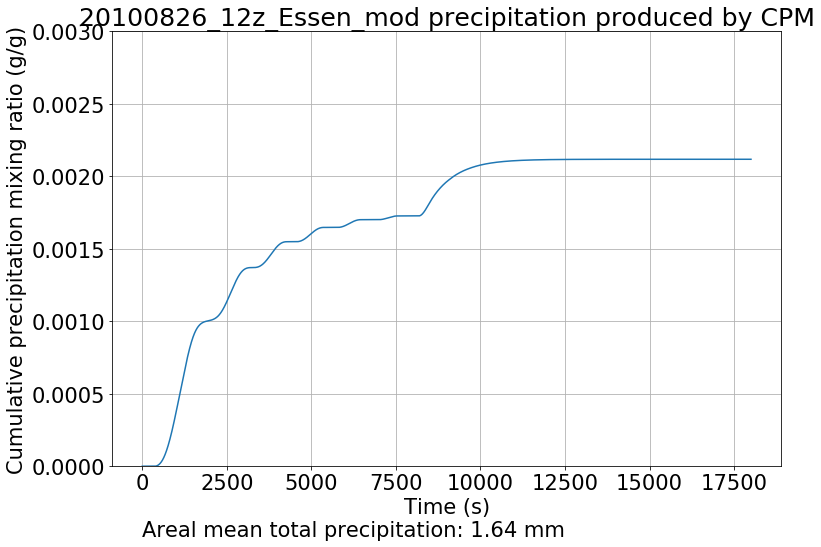 20100826_12z_Essen_mod precipitation produced by CPM
Cumulative precipitation mixing ratio (g/g)
0.0030
0.0025
0.0020
0.0015
0.0010
0.0005
0.0000
0 2500 5000 7500 10000 12500 15000 17500
Time (s)
Areal mean total precipitation: 1.64 mm